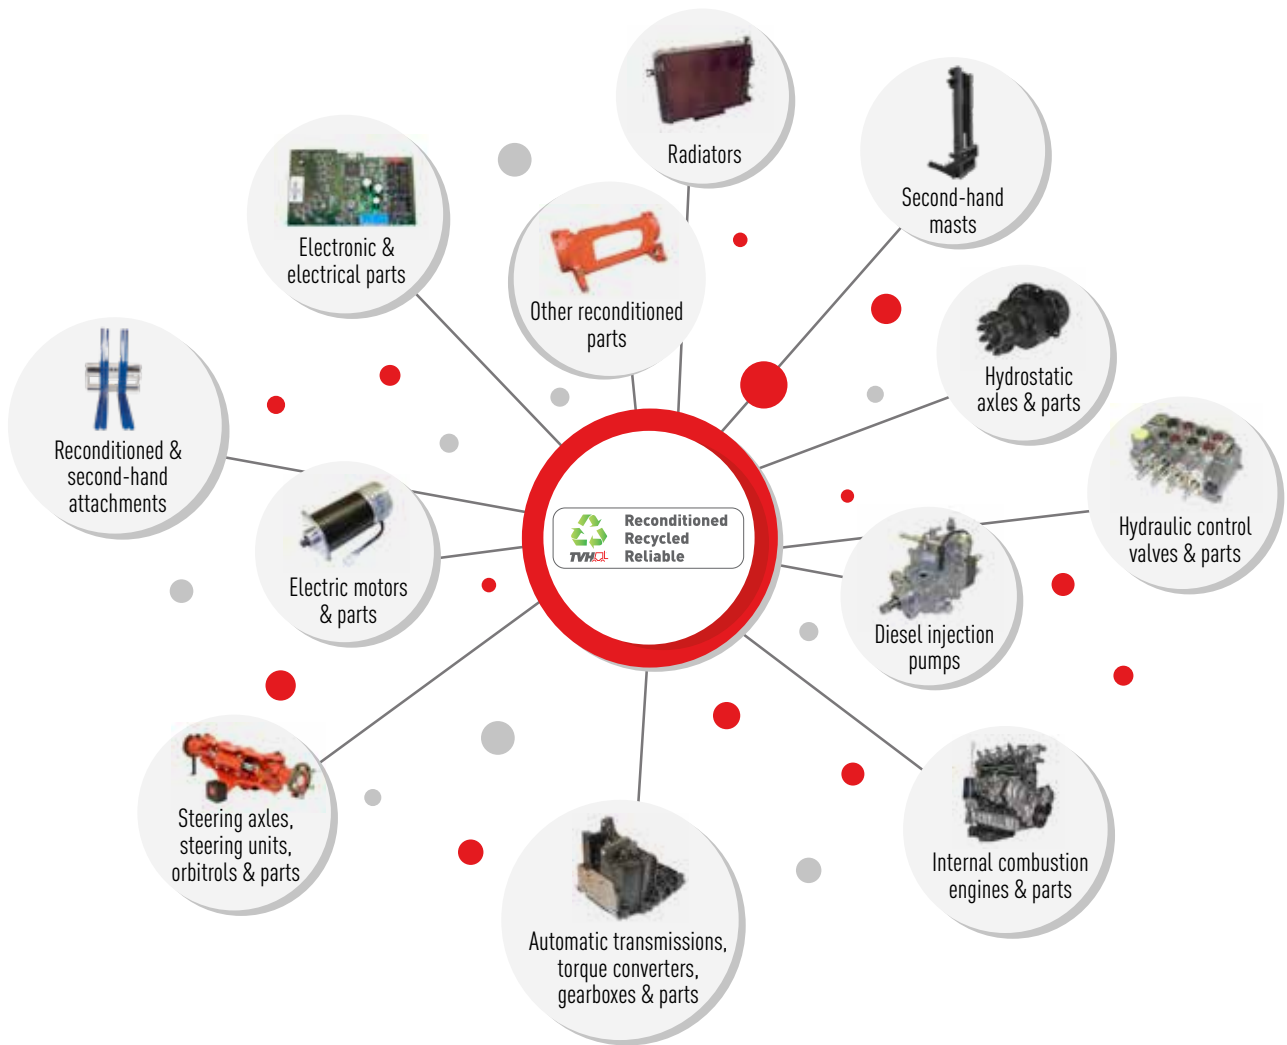 Radiators
Second-hand
masts
Electronic &
electrical parts
Other reconditioned
parts
Hydrostatic
axles & parts
Reconditioned &
second-hand
attachments
Hydraulic control
valves & parts
TVH
Reconditioned
Recycled
Reliable
Electric motors
& parts
Diesel injection
pumps
Steering axles,
steering units,
orbitrols & parts
Internal combustion
engines & parts
Automatic transmissions,
torque converters,
gearboxes & parts